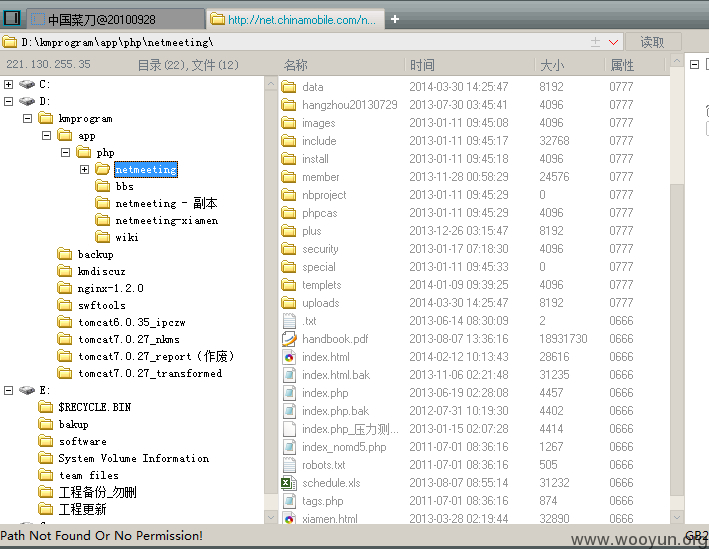 中国菜刀@20100928
http://net.chinamobile.com/n...
D:\kmprogram\app\php\netmeeting\
读取
221.130.255.35
目录(22),文件(12)
名称 时间 大小 属性
C:
D:
kmprogram
app
php
netmeeting
bbs
netmeeting - 副本
netmeeting-xiamen
wiki
backup
kmdiscuz
nginx-1.2.0
swftools
tomcat6.0.35_ipczw
tomcat7.0.27_nkms
tomcat7.0.27_report（作废）
tomcat7.0.27_transformed
E:
$RECYCLE.BIN
bakup
software
System Volume Information
team files
工程备份_勿删
工程更新
data 2014-03-30 14:25:47 8192 0777
hangzhou20130729 2013-07-30 03:45:41 4096 0777
images 2013-01-11 09:45:08 4096 0777
include 2013-01-11 09:45:17 32768 0777
install 2013-01-11 09:45:18 4096 0777
member 2013-11-28 00:58:29 24576 0777
nbproject 2013-01-11 09:45:29 0 0777
phpcas 2013-01-11 09:45:29 4096 0777
plus 2013-12-26 03:15:47 8192 0777
security 2013-01-17 07:18:30 4096 0777
special 2013-01-11 09:45:33 0 0777
templets 2014-01-09 09:39:25 4096 0777
uploads 2014-03-30 14:25:47 8192 0777
.txt 2013-06-14 08:30:09 2 0666
handbook.pdf 2013-08-07 13:36:16 18931730 0666
index.html 2014-02-12 10:13:43 28616 0666
index.html.bak 2013-11-06 02:21:48 31235 0666
index.php 2013-06-19 02:28:08 4457 0666
index.php.bak 2012-07-31 10:19:30 4402 0666
index.php_压力测... 2013-01-15 02:07:28 4414 0666
index_nomd5.php 2011-07-01 08:36:16 1267 0666
robots.txt 2011-07-01 08:36:16 505 0666
schedule.xls 2013-08-07 08:55:14 31232 0666
tags.php 2011-07-01 08:36:16 874 0666
xiamen.html 2013-03-28 02:19:44 32890 0666
Path Not Found Or No Permission!
GB2
www.wooyun.org